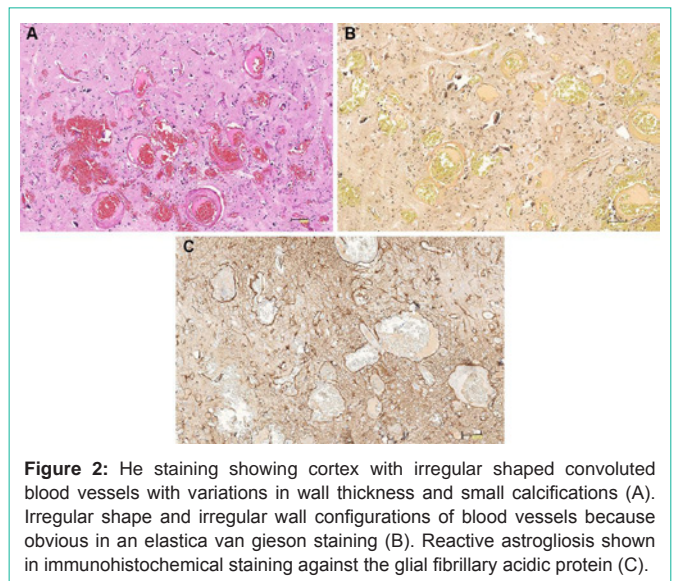 A
B
C
Figure 2: He staining showing cortex with irregular shaped convoluted
blood vessels with variations in wall thickness and small calcifications (A).
Irregular shape and irregular wall configurations of blood vessels because
obvious in an elastica van gieson staining (B). Reactive astrogliosis shown
in immunohistochemical staining against the glial fibrillary acidic protein (C).